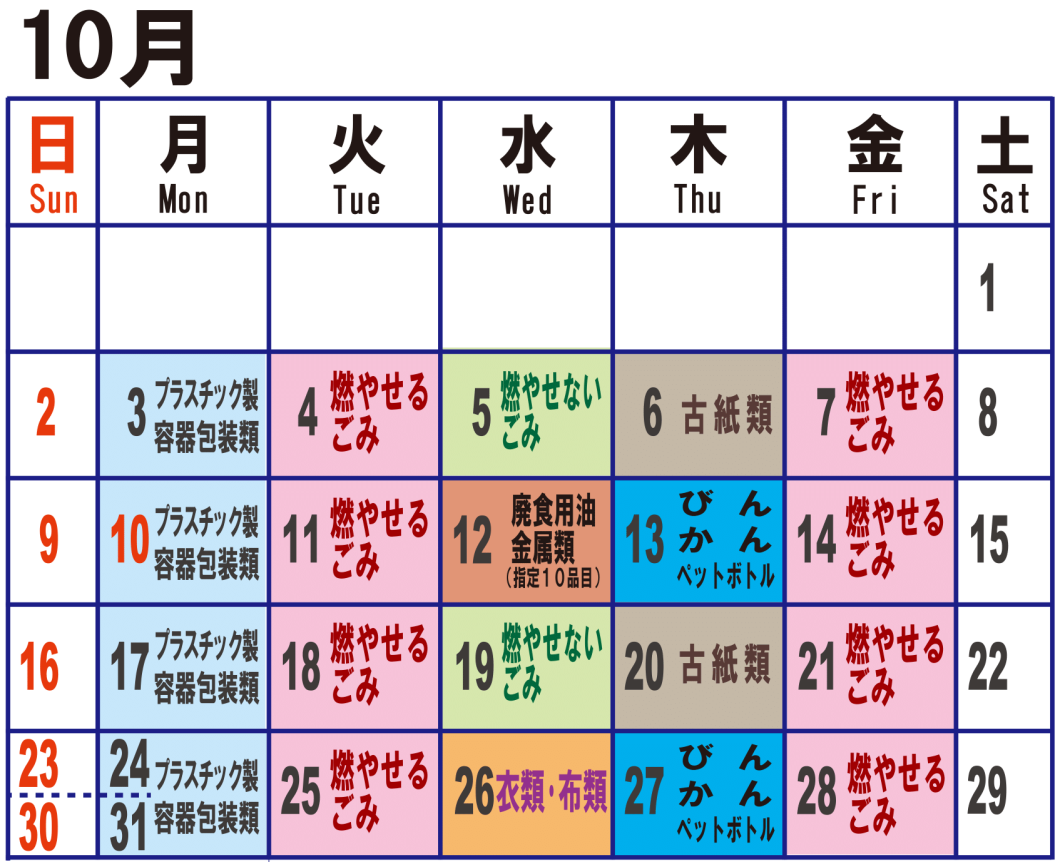 10月
日 月 火 水 木 金 土
Sun Mon Tue Wed Thu Fri Sat
1
2
3 プラスチック製
容器包装類
4 燃やせる
ごみ
5 燃やせない
ごみ
6 古紙類
7 燃やせる
ごみ
8
9
10 プラスチック製
容器包装類
11 燃やせる
ごみ
12 廃食用油
金属類
（指定10品目）
13 びん
かん
ペットボトル
14 燃やせる
ごみ
15
16
17 プラスチック製
容器包装類
18 燃やせる
ごみ
19 燃やせない
ごみ
20 古紙類
21 燃やせる
ごみ
22
23
30
24 プラスチック製
31 容器包装類
25 燃やせる
ごみ
26 衣類・布類
27 びん
かん
ペットボトル
28 燃やせる
ごみ
29